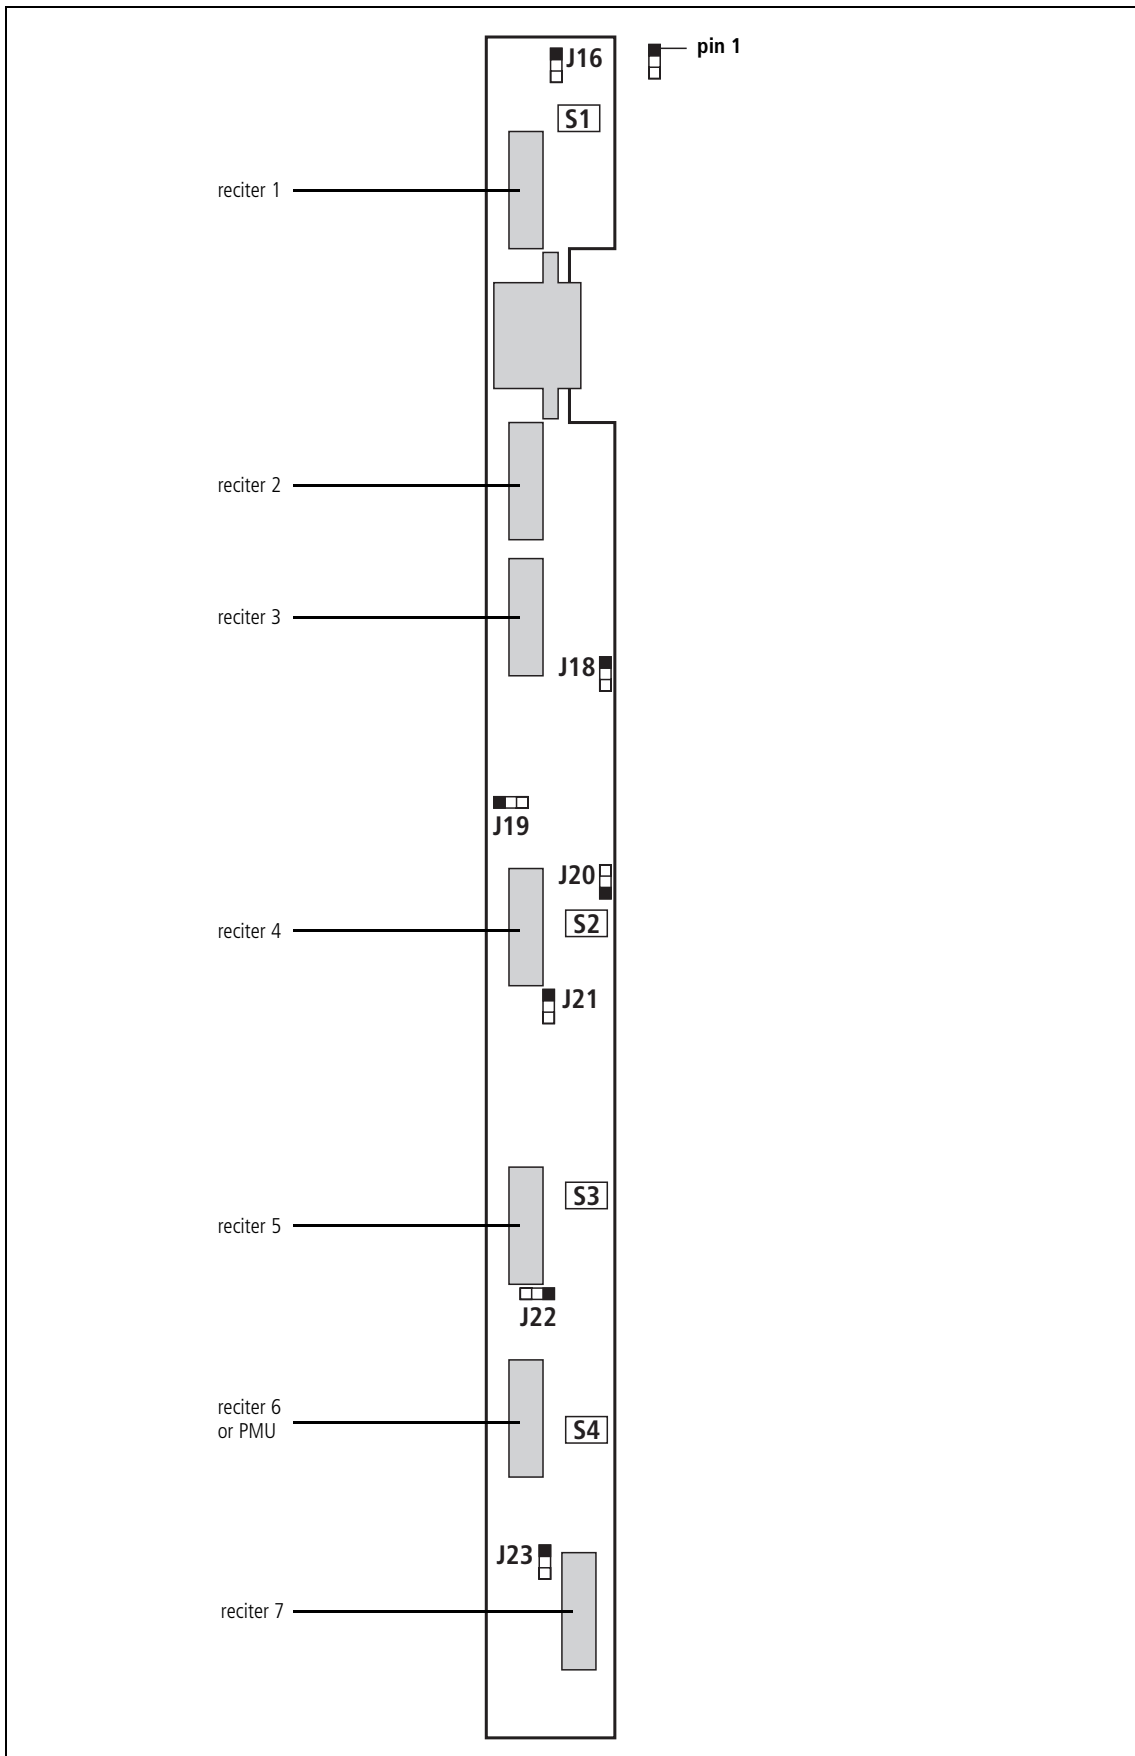 J16
pin 1
S1
reciter 1
reciter 2
reciter 3
J18
J19
J20
S2
reciter 4
J21
S3
reciter 5
J22
reciter 6
or PMU
S4
J23
reciter 7